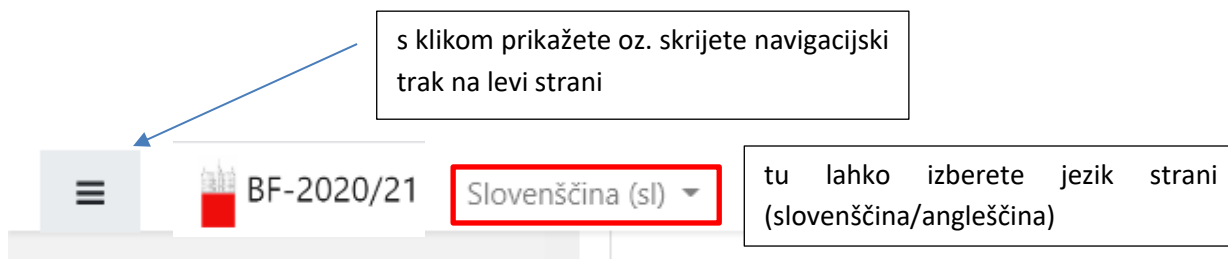 s klikom prikažete oz. skrijete navigacijski
trak na levi strani
BF-2020/21
Slovenščina (sl)
tu lahko izberete jezik strani
(slovenščina/angleščina)